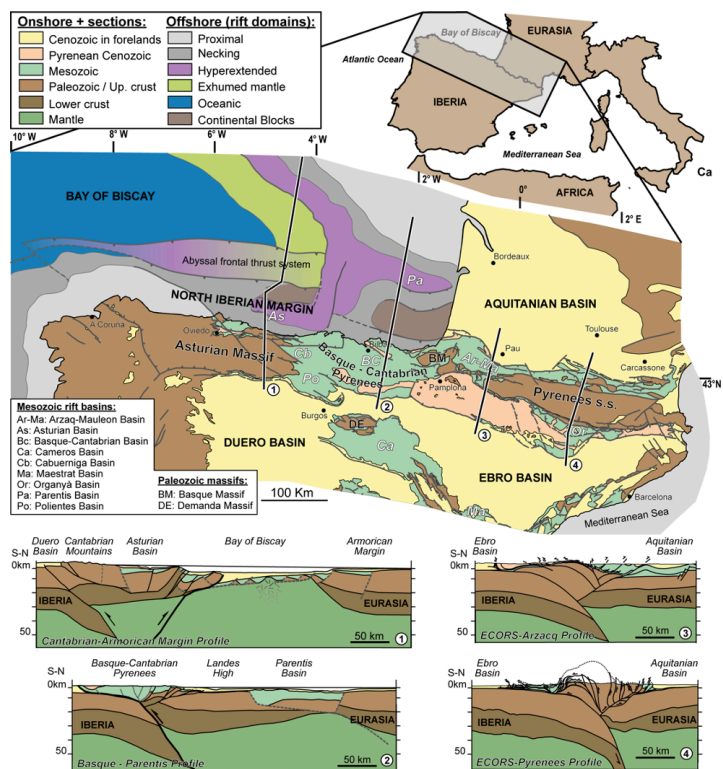 Onshore + sections:
Cenozoic in forelands
Pyrenean Cenozoic
Mesozoic
Paleozoic / Up. crust
Lower crust
Mantle
Offshore (rift domains):
Proximal
Necking
Hyperextended
Exhumed mantle
Oceanic
Continental Blocks
Bay of Biscay
EURASIA
Atlantic Ocean
IBERIA
Mediterranean Sea
AFRICA
Ca
10° W
8° W
6° W
4° W
2° W
0°
2° E
43°N
BAY OF BISCAY
Abyssal frontal thrust system
NORTH IBERIAN MARGIN
As
Pa
Bordeaux
AQUITANIAN BASIN
Toulouse
Carcassone
Pau
A Coruna
Oviedo
Asturian Massif
Cb
Po
Bilbao
BC
Basque - Cantabrian
Pyrenees
BM
Ar-Ma
Pamplona
Pyrenees s.s.
Or
Burgos
DE
Ca
DUERO BASIN
EBRO BASIN
Ma
Barcelona
Mediterranean Sea
1
2
3
4
100 Km
Mesozoic rift basins:
Ar-Ma: Arzaq-Mauleon Basin
As: Asturian Basin
Bc: Basque-Cantabrian Basin
Ca: Cameros Basin
Cb: Cabuerniga Basin
Ma: Maestrat Basin
Or: Organyà Basin
Pa: Parentis Basin
Po: Polientes Basin
Paleozoic massifs:
BM: Basque Massif
DE: Demanda Massif
Duero Basin
Cantabrian Mountains
Asturian Basin
Bay of Biscay
Armorican Margin
S-N
0km
50
IBERIA
EURASIA
Cantabrian-Armorican Margin Profile
50 km
1
Basque-Cantabrian Pyrenees
Landes High
Parentis Basin
S-N
0km
50
IBERIA
EURASIA
Basque - Parentis Profile
50 km
2
Ebro Basin
Aquitanian Basin
S-N
0km
50
IBERIA
EURASIA
ECORS-Arzacq Profile
50 km
3
Ebro Basin
Aquitanian Basin
S-N
0km
50
IBERIA
EURASIA
ECORS-Pyrenees Profile
50 km
4